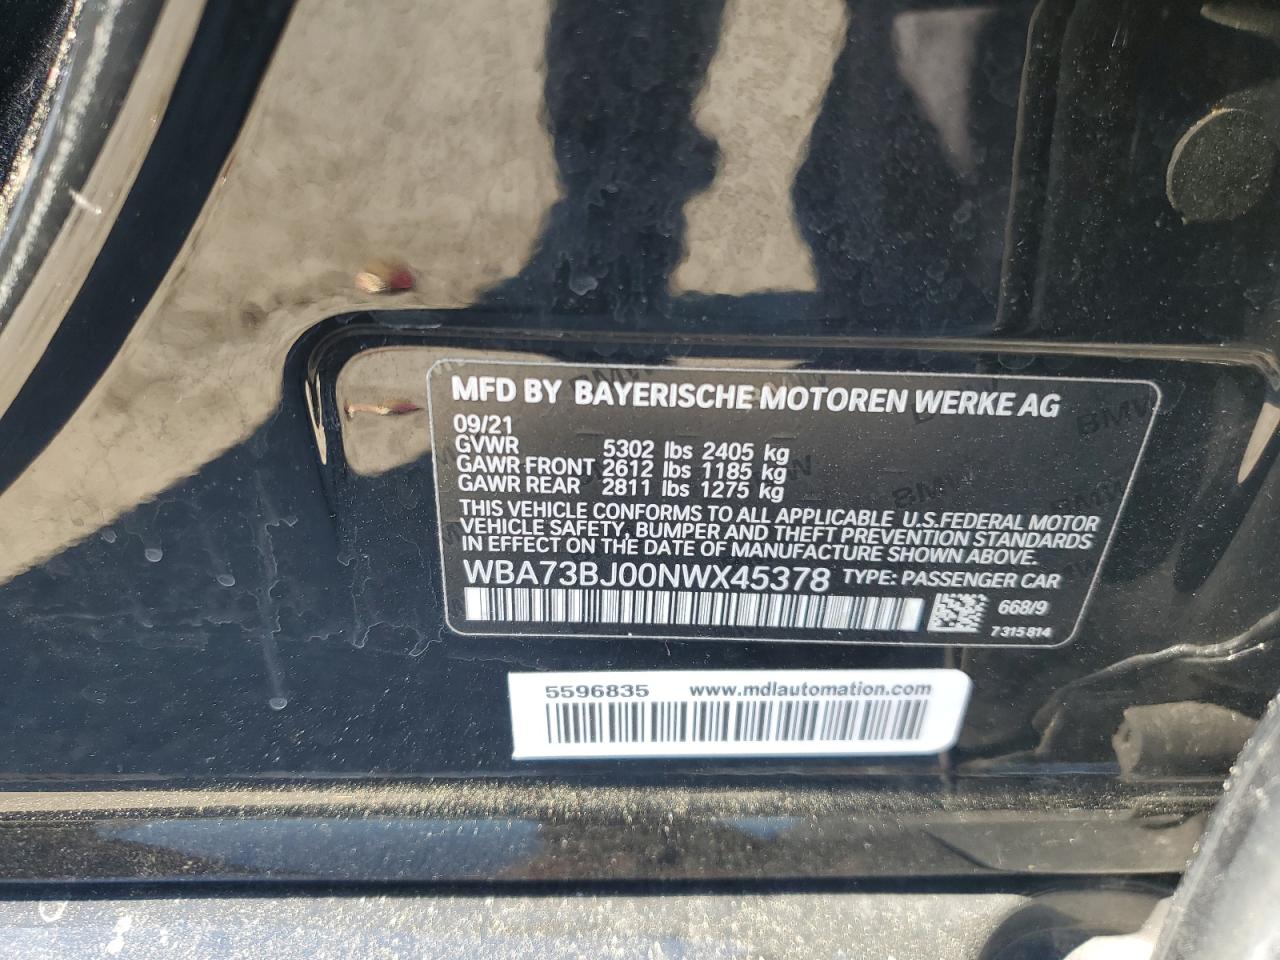 MFD BY BAYERISCHE MOTOREN WERKE AG
09/21
GVWR 5302 lbs 2405 kg
GAWR FRONT 2612 lbs 1185 kg
GAWR REAR 2811 lbs 1275 kg
THIS VEHICLE CONFORMS TO ALL APPLICABLE U.S.FEDERAL MOTOR
VEHICLE SAFETY, BUMPER AND THEFT PREVENTION STANDARDS
IN EFFECT ON THE DATE OF MANUFACTURE SHOWN ABOVE.
WBA73BJ00NWX45378 TYPE: PASSENGER CAR
668/9
7315814
5596835 www.mdlautomation.com